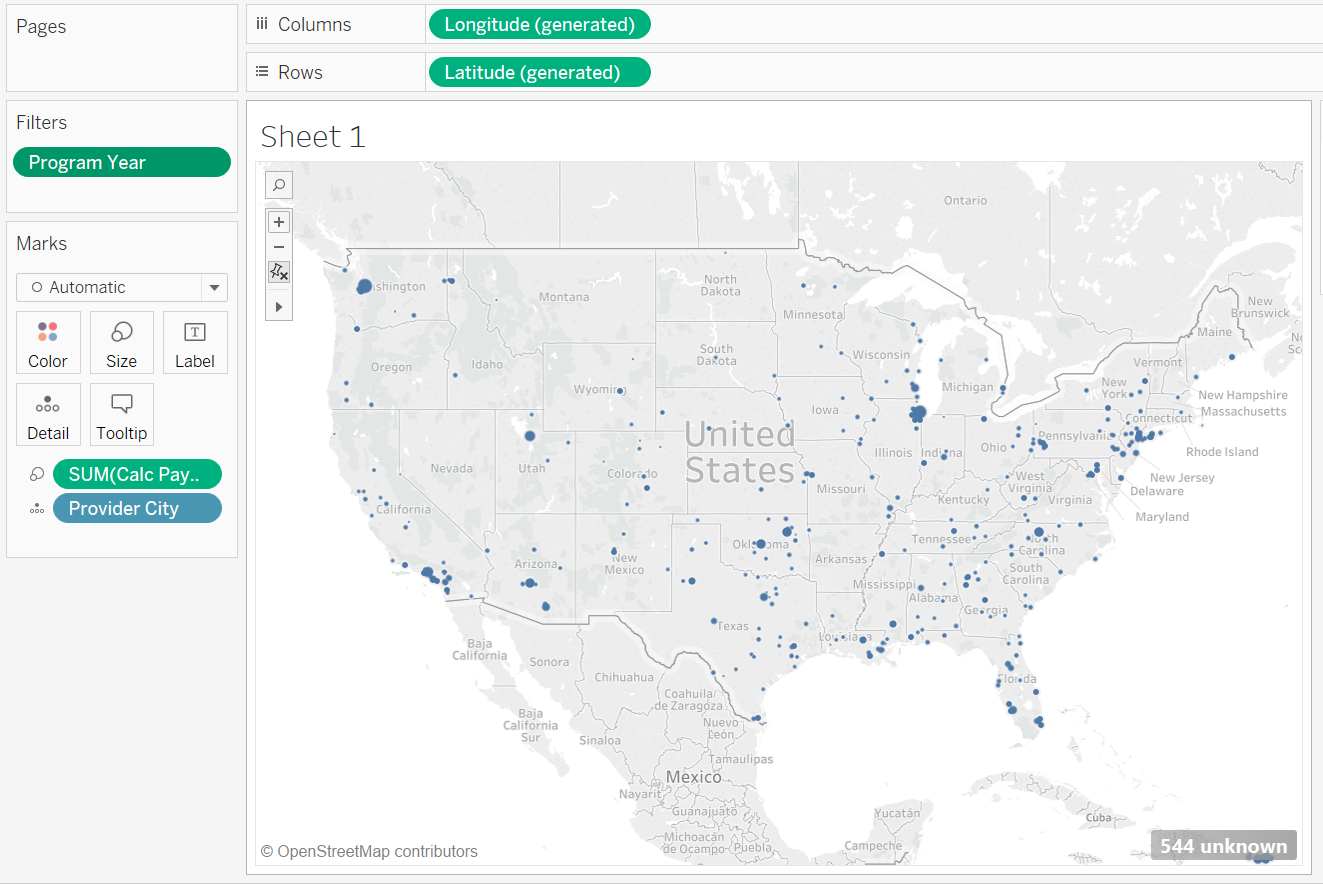 Pages
Columns
Longitude (generated)
Rows
Latitude (generated)
Filters
Program Year
Marks
Automatic
Color
Size
Label
Detail
Tooltip
SUM(Calc Pay..
Provider City
Sheet 1
Ontario
shington
Montana
North
Dakota
Minnesota
New
Brunswick
Maine
Oregon
Idaho
South
Dakota
Wisconsin
Vermont
Wyoming
Michigan
New
York
New Hampshire
Massachusetts
Iowa
Connecticut
United
States
Nevada
Utah
Colorado
Illinois
Indiana
Ohio
Pennsylvania
Rhode Island
West
Virginia
New Jersey
Delaware
Missouri
Kentucky
Virginia
Maryland
California
Oklahoma
Tennessee
North
Carolina
Arizona
New
Mexico
Arkansas
South
Carolina
Mississippi
Alabama
Georgia
Texas
Louisiana
Baja
California
Sonora
Chihuahua
Florida
Coahuila
de Zaragoza
Baja
California
Sur
Sinaloa
Nuevo
León
Tamaulipas
México
Nayarit
Guanajuato
Yucatán
Cuba
Michoacán
de Ocampo
Puebla
Campeche
544 unknown
© OpenStreetMap contributors